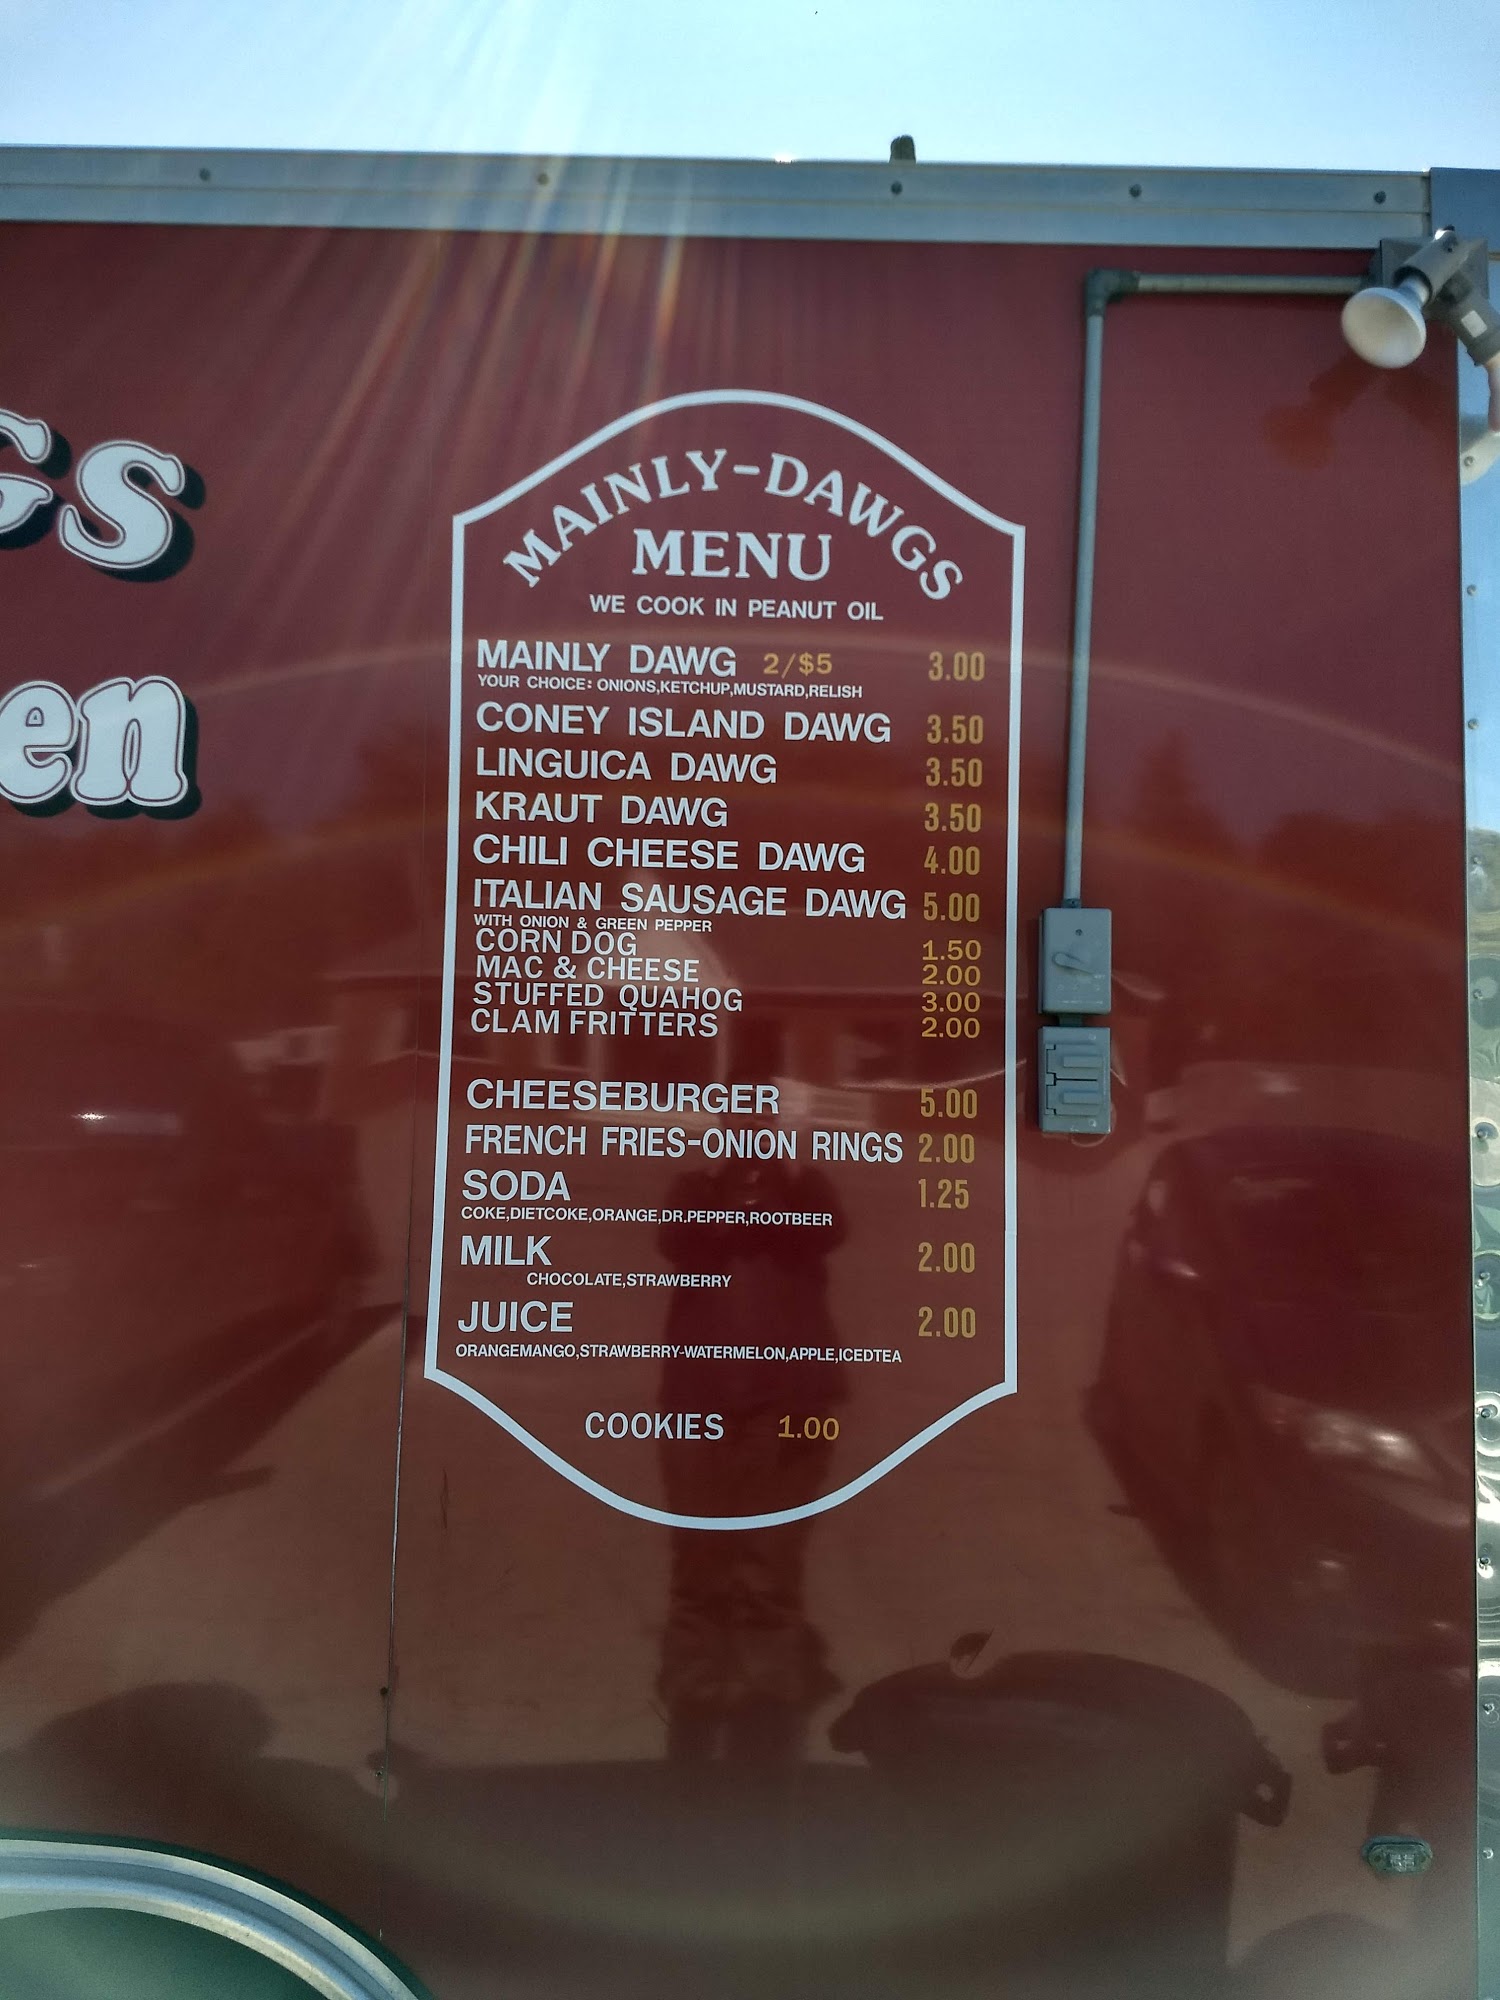 GS
en
MAINLY-DAWGS
MENU
WE COOK IN PEANUT OIL
MAINLY DAWG 2/$5 3.00
YOUR CHOICE: ONIONS,KETCHUP,MUSTARD,RELISH
CONEY ISLAND DAWG 3.50
LINGUICA DAWG 3.50
KRAUT DAWG 3.50
CHILI CHEESE DAWG 4.00
ITALIAN SAUSAGE DAWG 5.00
WITH ONION & GREEN PEPPER
CORN DOG 1.50
MAC & CHEESE 2.00
STUFFED QUAHOG 3.00
CLAM FRITTERS 2.00
CHEESEBURGER 5.00
FRENCH FRIES-ONION RINGS 2.00
SODA 1.25
COKE,DIETCOKE,ORANGE,DR.PEPPER,ROOTBEER
MILK 2.00
CHOCOLATE,STRAWBERRY
JUICE 2.00
ORANGEMANGO,STRAWBERRY-WATERMELON,APPLE,ICEDTEA
COOKIES 1.00